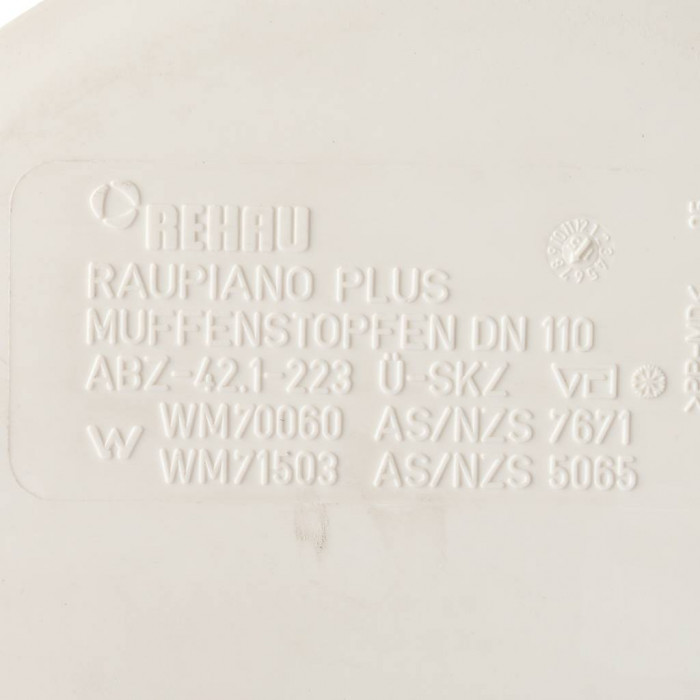 REHAU
RAUPIANO PLUS
MUFFENSTOPFEN DN 110
ABZ-42.1-223 Ü-SKZ
W WM70060 AS/NZS 7671
WM71503 AS/NZS 5065